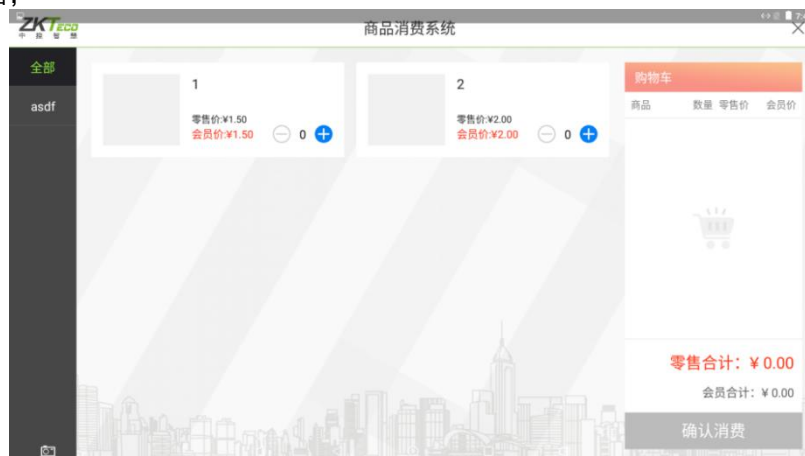 ZKTECO
中控智慧
商品消费系统
全部
asdf
1
零售价:¥1.50
会员价:¥1.50
0
2
零售价:¥2.00
会员价:¥2.00
0
购物车
商品 数量 零售价 会员价
零售合计：¥ 0.00
会员合计：¥ 0.00
确认消费